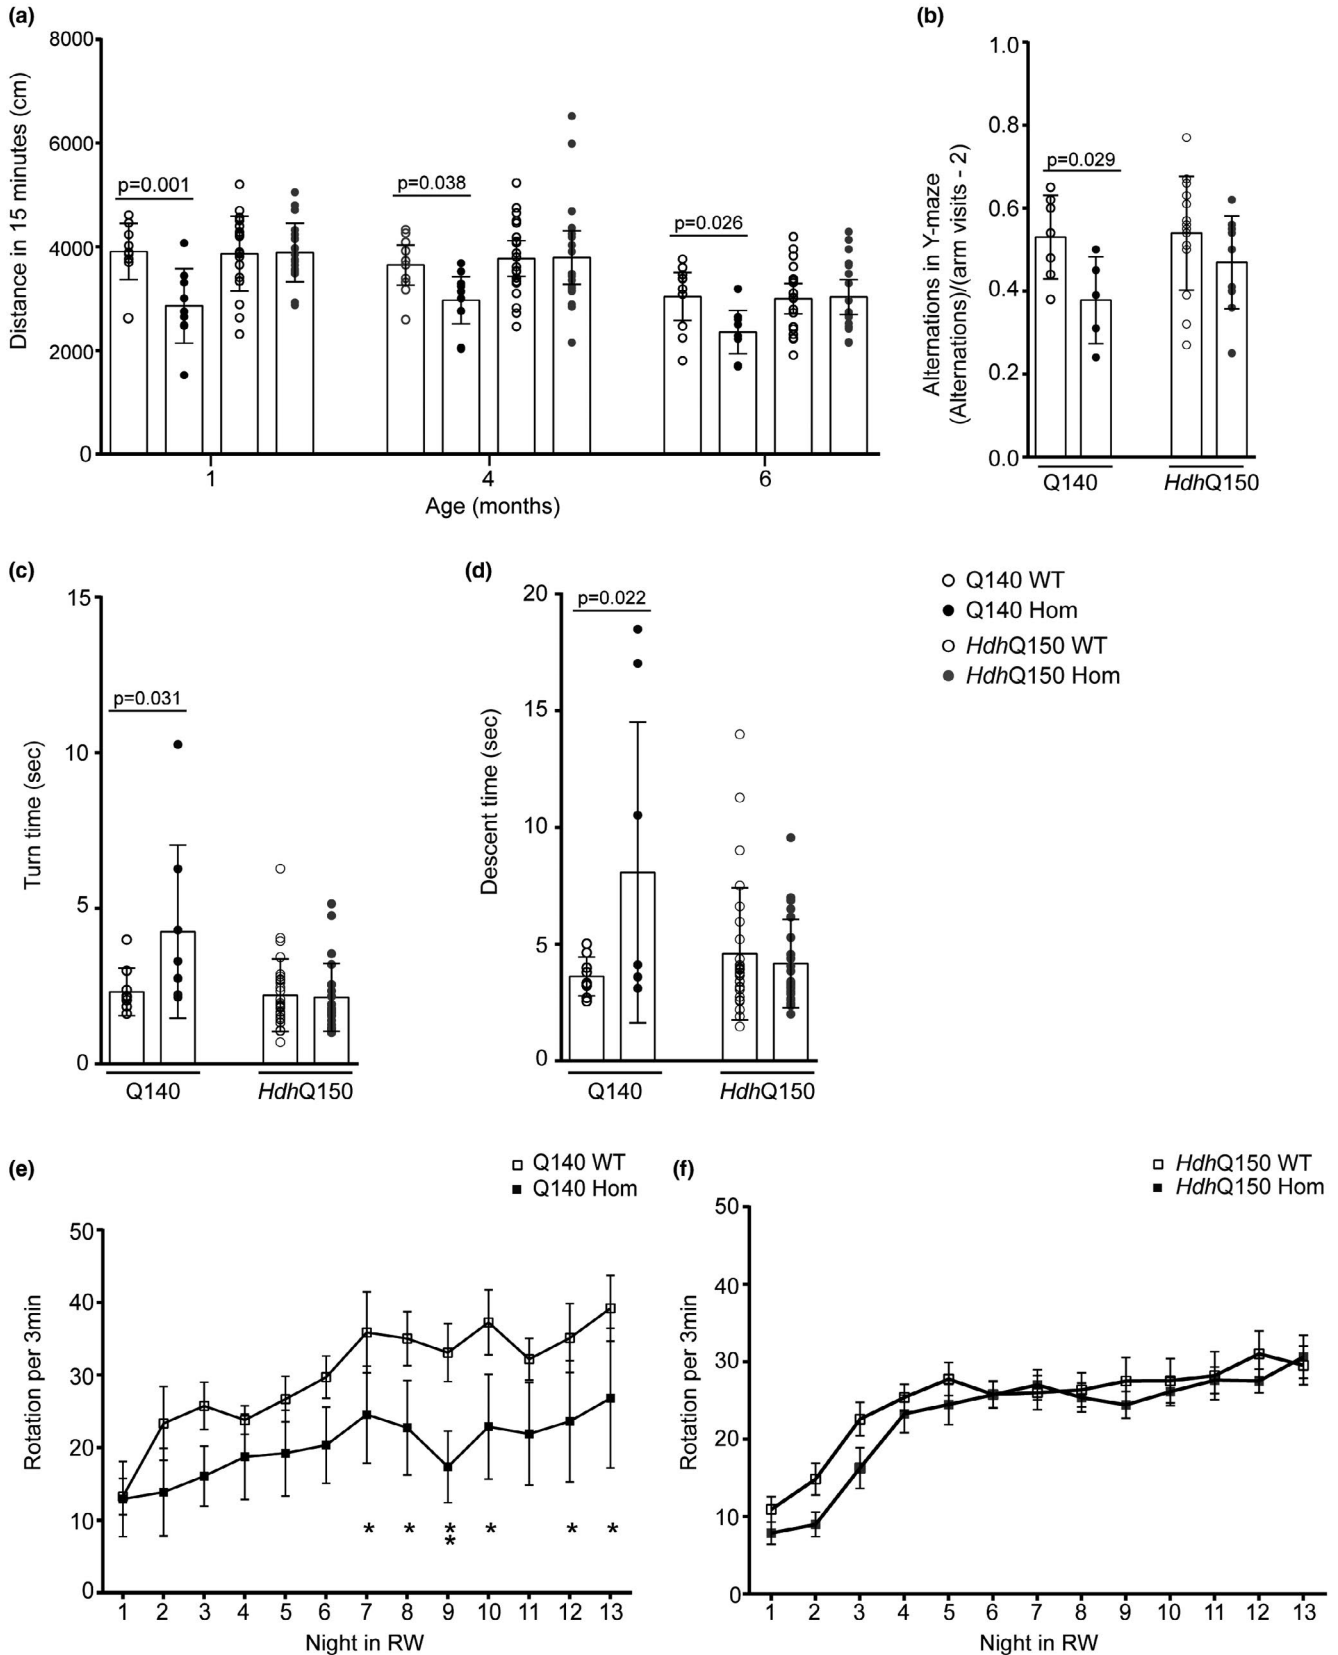 (a)
Distance in 15 minutes (cm)
8000
6000
4000
2000
0
p=0.001
p=0.038
p=0.026
1
4
6
Age (months)
(b)
Alternations in Y-maze
(Alternations)/(arm visits - 2)
1.0
0.8
0.6
0.4
0.2
0.0
p=0.029
Q140
HdhQ150
(c)
Turn time (sec)
15
10
5
0
p=0.031
Q140
HdhQ150
(d)
Descent time (sec)
20
15
10
5
0
p=0.022
Q140
HdhQ150
Q140 WT
Q140 Hom
HdhQ150 WT
HdhQ150 Hom
(e)
Q140 WT
Q140 Hom
Rotation per 3min
50
40
30
20
10
0
* * * * * *
*
1 2 3 4 5 6 7 8 9 10 11 12 13
Night in RW
(f)
HdhQ150 WT
HdhQ150 Hom
Rotation per 3min
50
40
30
20
10
0
1 2 3 4 5 6 7 8 9 10 11 12 13
Night in RW